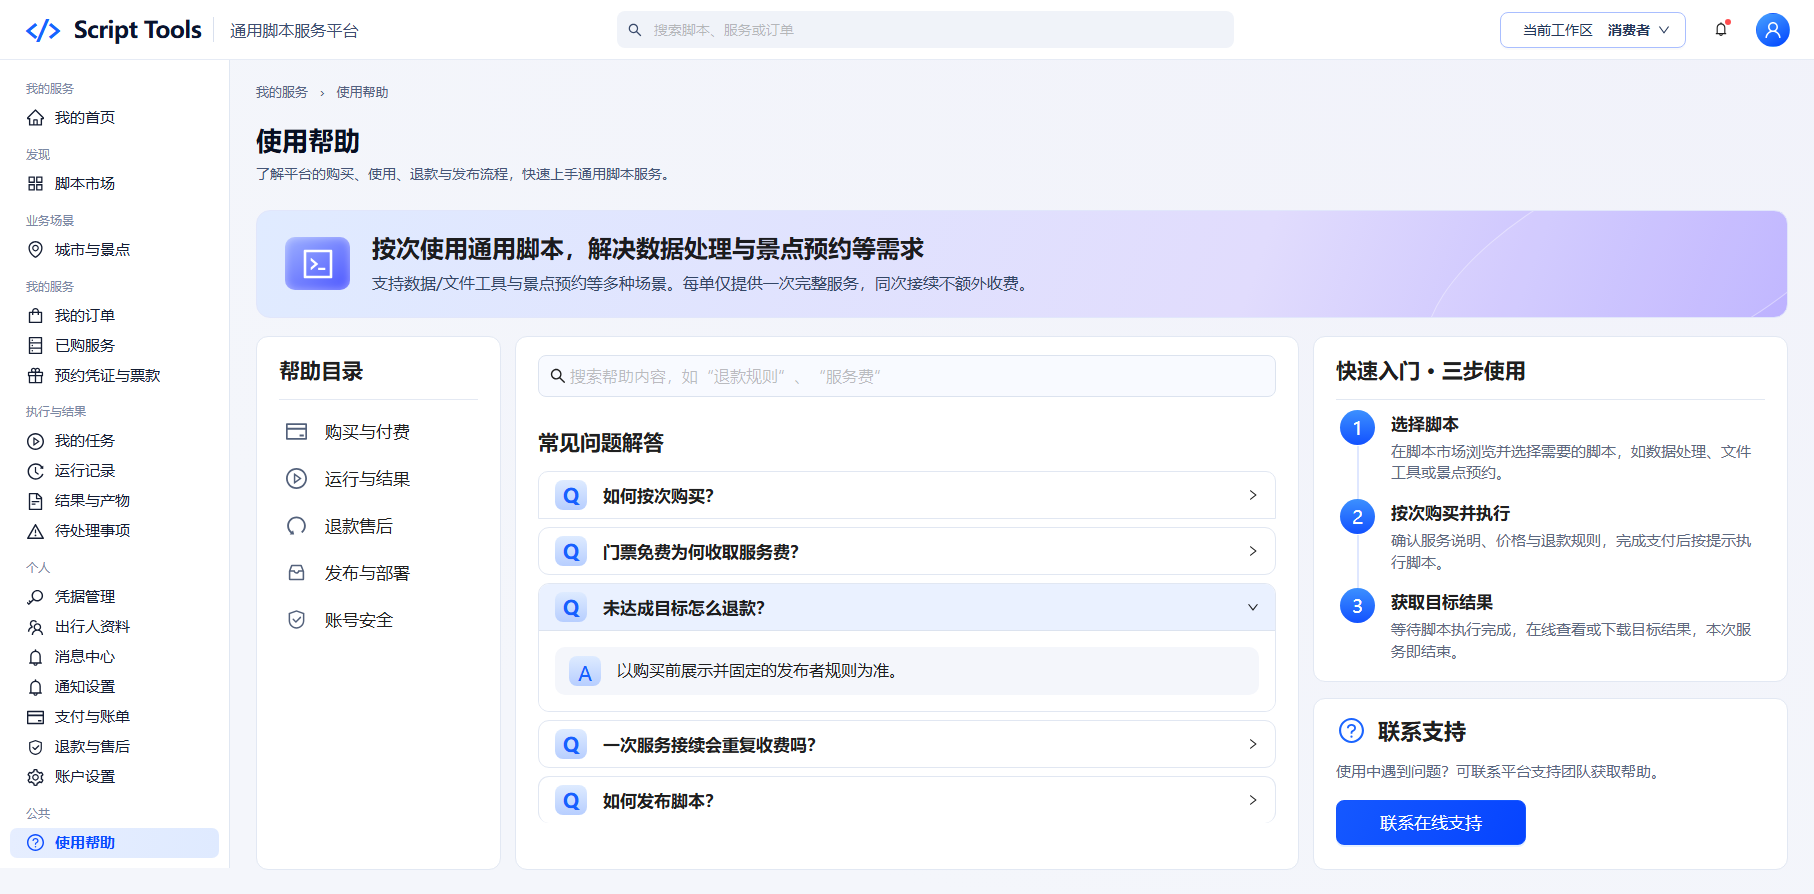 Script Tools
通用脚本服务平台
搜索脚本、服务或订单
当前工作区 消费者
我的服务
我的首页
发现
脚本市场
业务场景
城市与景点
我的服务
我的订单
已购服务
预约凭证与票款
执行与结果
我的任务
运行记录
结果与产物
待处理事项
个人
凭据管理
出行人资料
消息中心
通知设置
支付与账单
退款与售后
账户设置
公共
使用帮助
我的服务 › 使用帮助
使用帮助
了解平台的购买、使用、退款与发布流程，快速上手通用脚本服务。
按次使用通用脚本，解决数据处理与景点预约等需求
支持数据/文件工具与景点预约等多种场景。每单仅提供一次完整服务，同次接续不额外收费。
帮助目录
购买与付费
运行与结果
退款售后
发布与部署
账号安全
搜索帮助内容，如“退款规则”、“服务费”
常见问题解答
Q 如何按次购买？
Q 门票免费为何收取服务费？
Q 未达成目标怎么退款？
A 以购买前展示并固定的发布者规则为准。
Q 一次服务接续会重复收费吗？
Q 如何发布脚本？
快速入门 • 三步使用
1 选择脚本
在脚本市场浏览并选择需要的脚本，如数据处理、文件
工具或景点预约。
2 按次购买并执行
确认服务说明、价格与退款规则，完成支付后按提示执
行脚本。
3 获取目标结果
等待脚本执行完成，在线查看或下载目标结果，本次服
务即结束。
联系支持
使用中遇到问题？可联系平台支持团队获取帮助。
联系在线支持